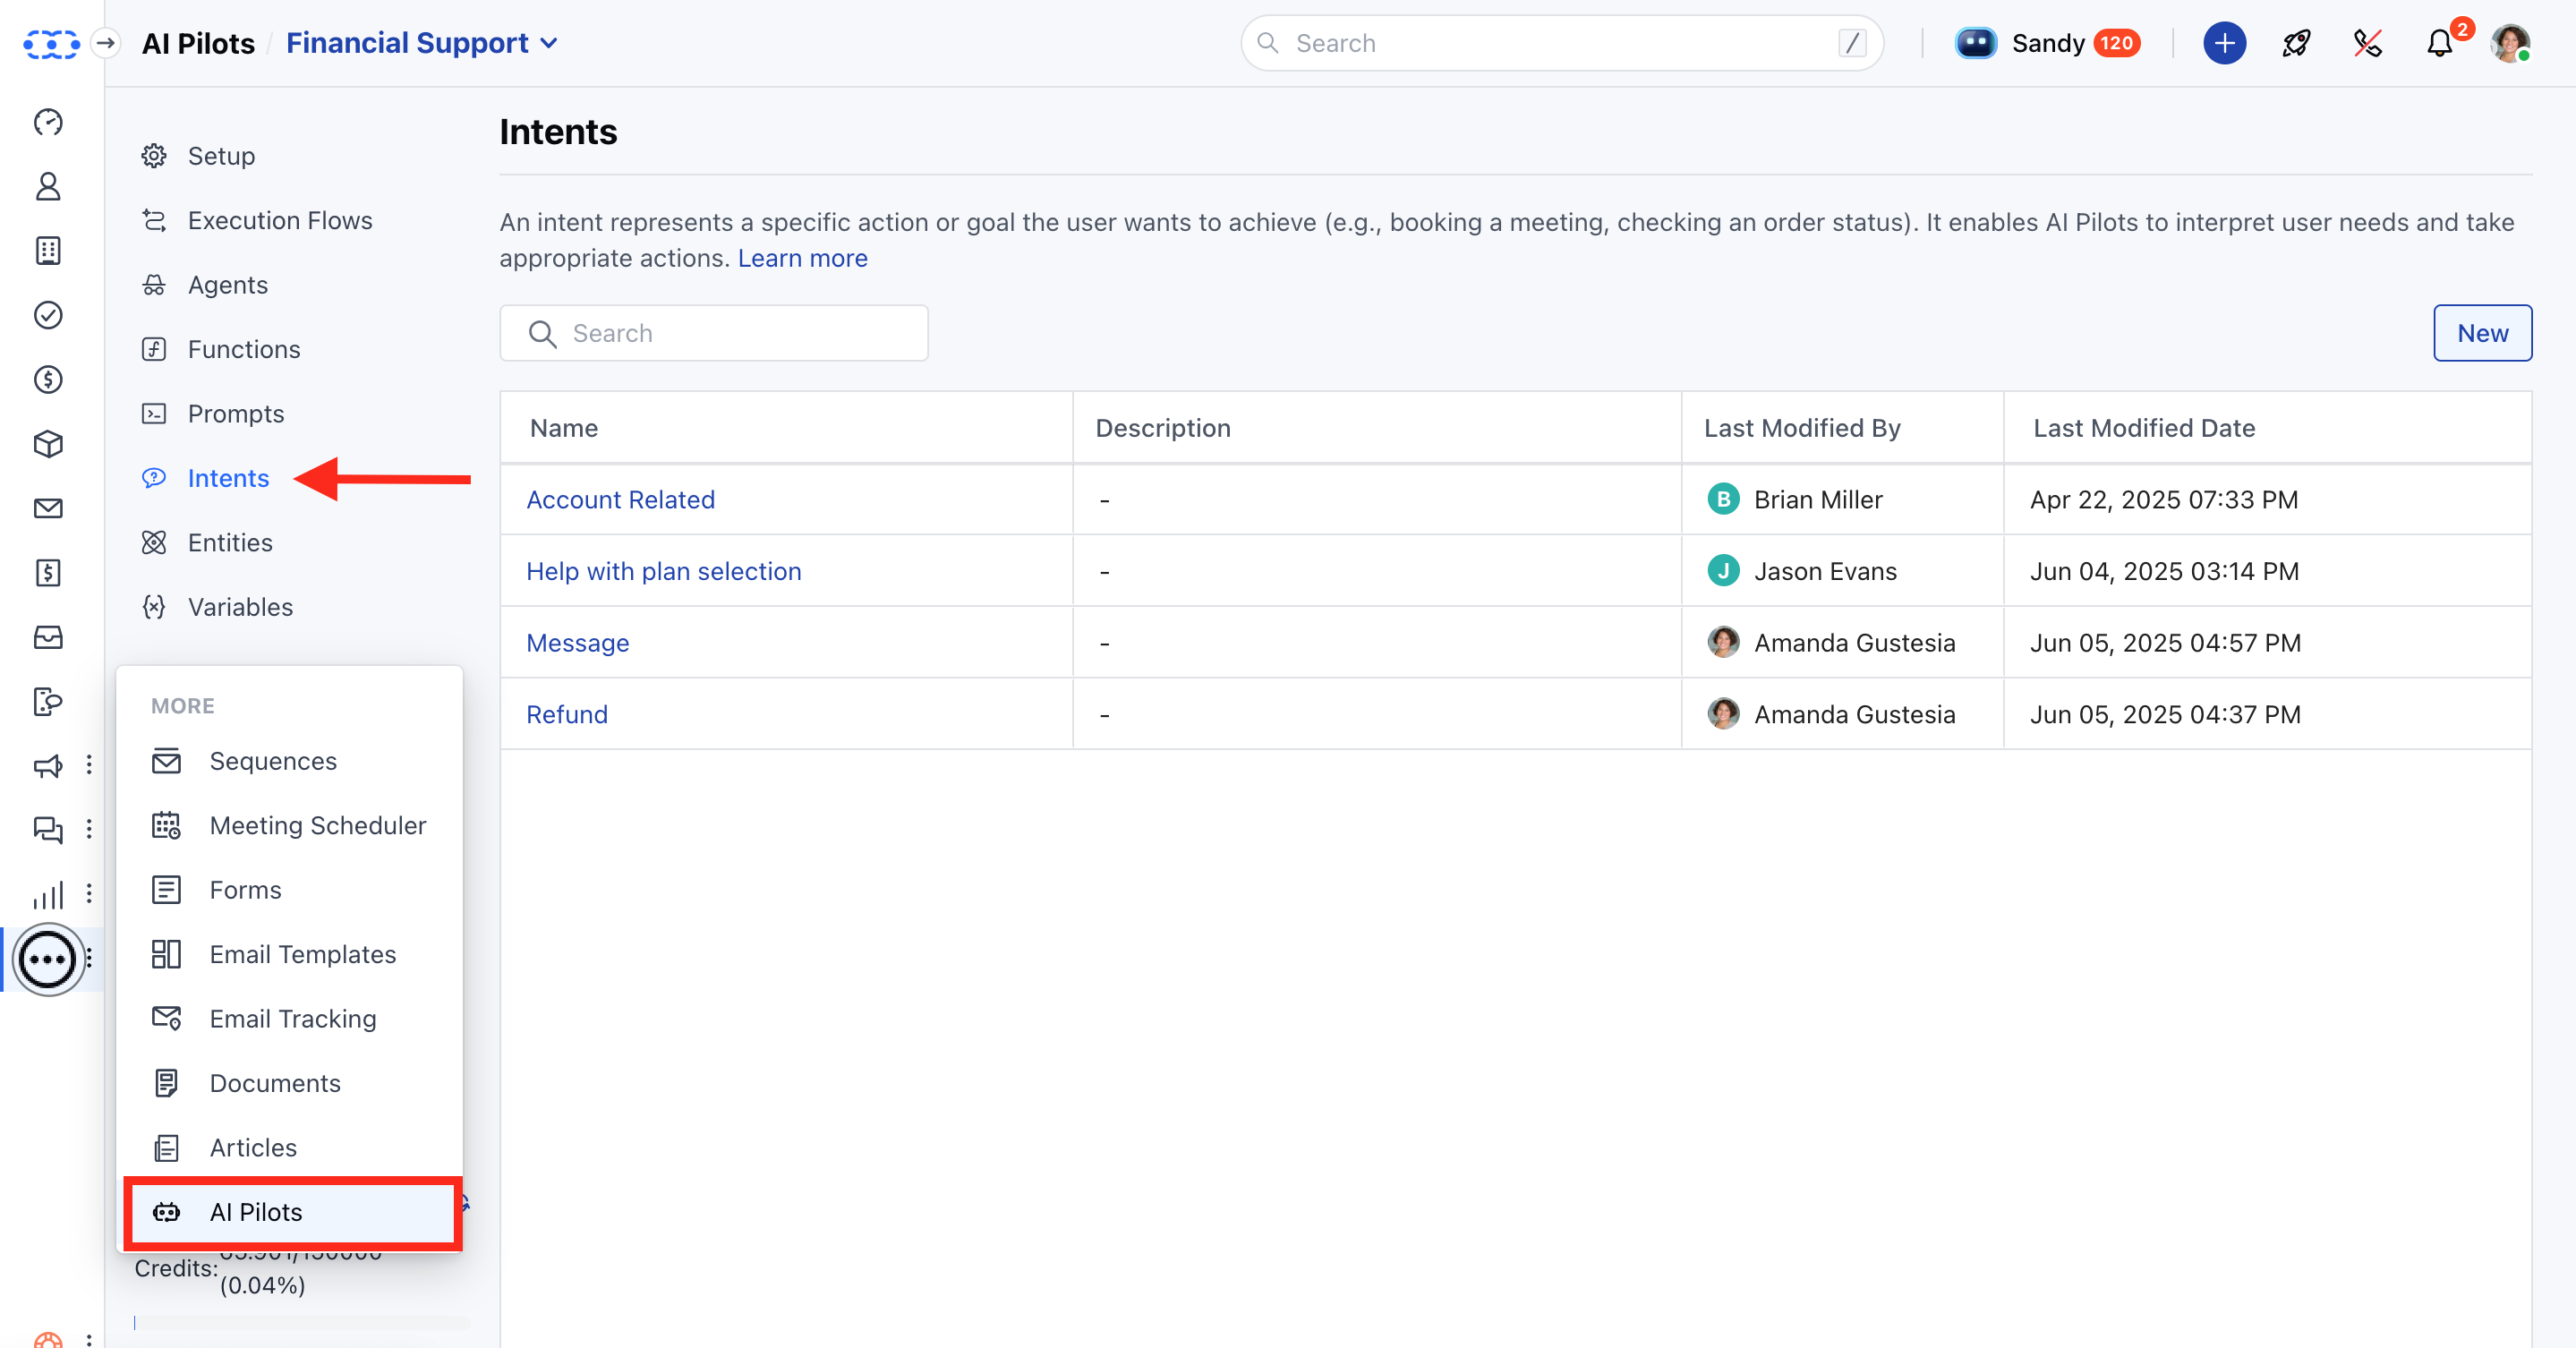 AI Pilots / Financial Support
Search /
Sandy 120
2
Setup
Execution Flows
Agents
Functions
Prompts
Intents
Entities
Variables
MORE
Sequences
Meeting Scheduler
Forms
Email Templates
Email Tracking
Documents
Articles
AI Pilots
Credits:
(0.04%)
Intents
An intent represents a specific action or goal the user wants to achieve (e.g., booking a meeting, checking an order status). It enables AI Pilots to interpret user needs and take
appropriate actions. Learn more
Search
New
Name Description Last Modified By Last Modified Date
Account Related - B Brian Miller Apr 22, 2025 07:33 PM
Help with plan selection - J Jason Evans Jun 04, 2025 03:14 PM
Message - Amanda Gustesia Jun 05, 2025 04:57 PM
Refund - Amanda Gustesia Jun 05, 2025 04:37 PM